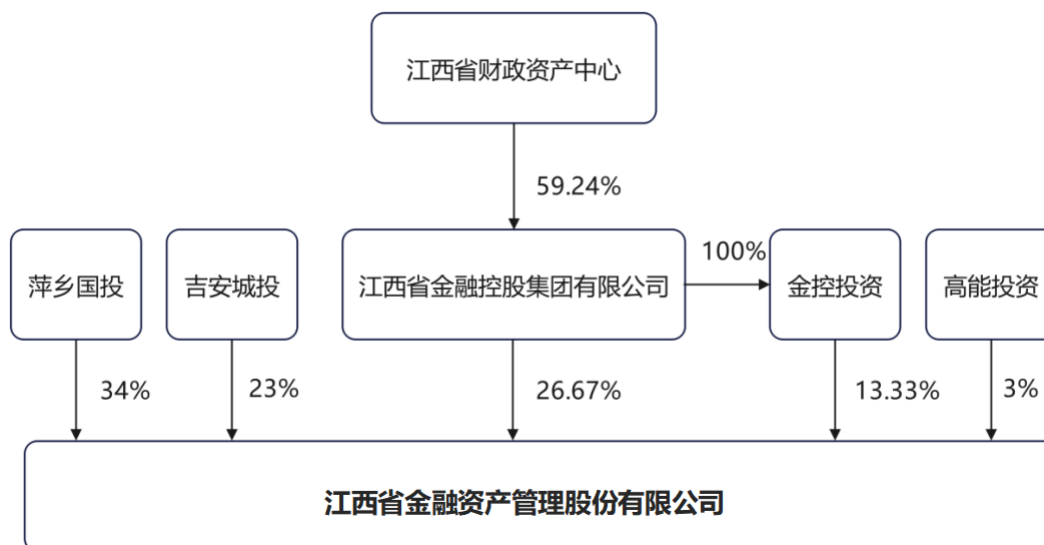 江西省财政资产中心
59.24%
萍乡国投
吉安城投
江西省金融控股集团有限公司
100%
金控投资
高能投资
34%
23%
26.67%
13.33%
3%
江西省金融资产管理股份有限公司